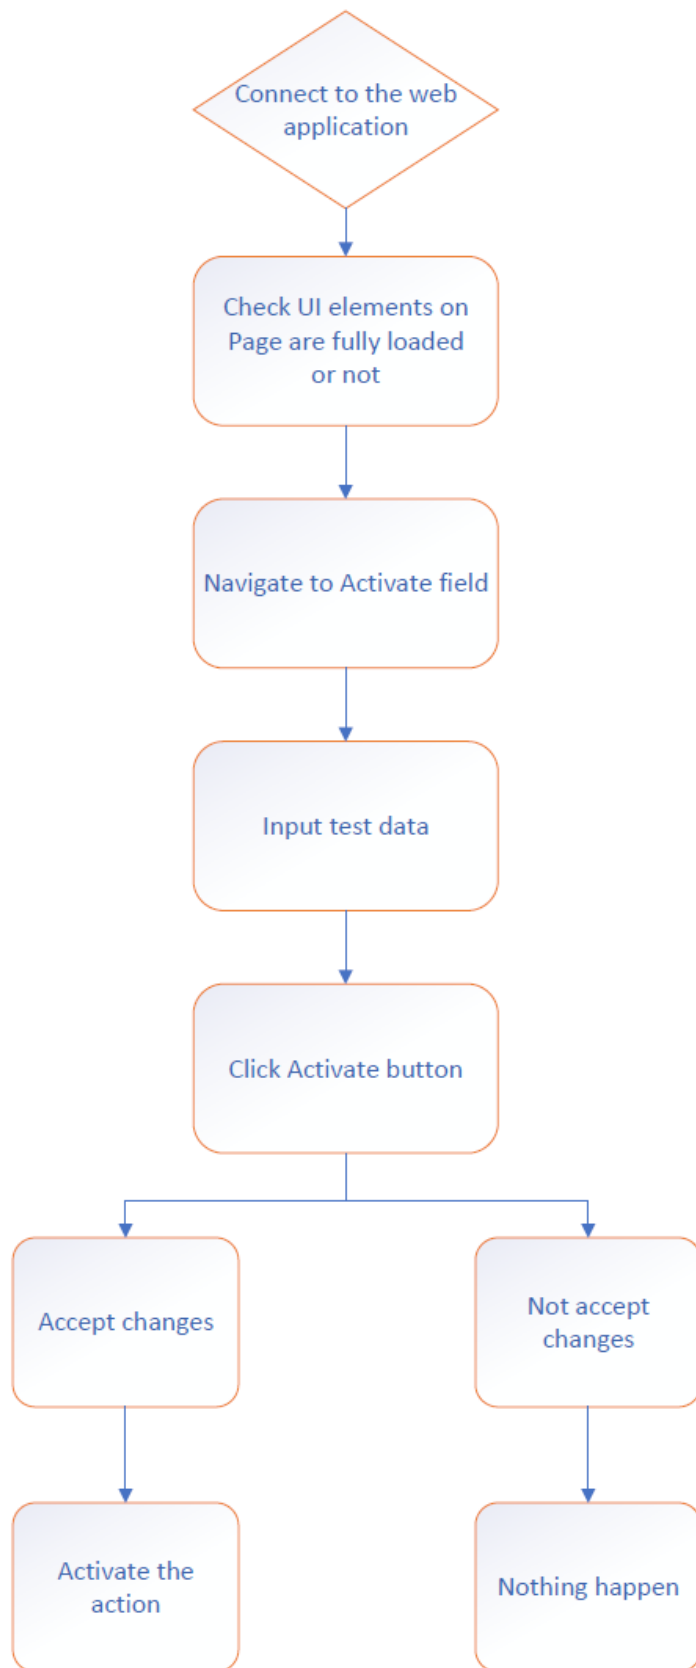 Connect to the web
application
Check UI elements on
Page are fully loaded
or not
Navigate to Activate field
Input test data
Click Activate button
Accept changes
Not accept
changes
Activate the
action
Nothing happen